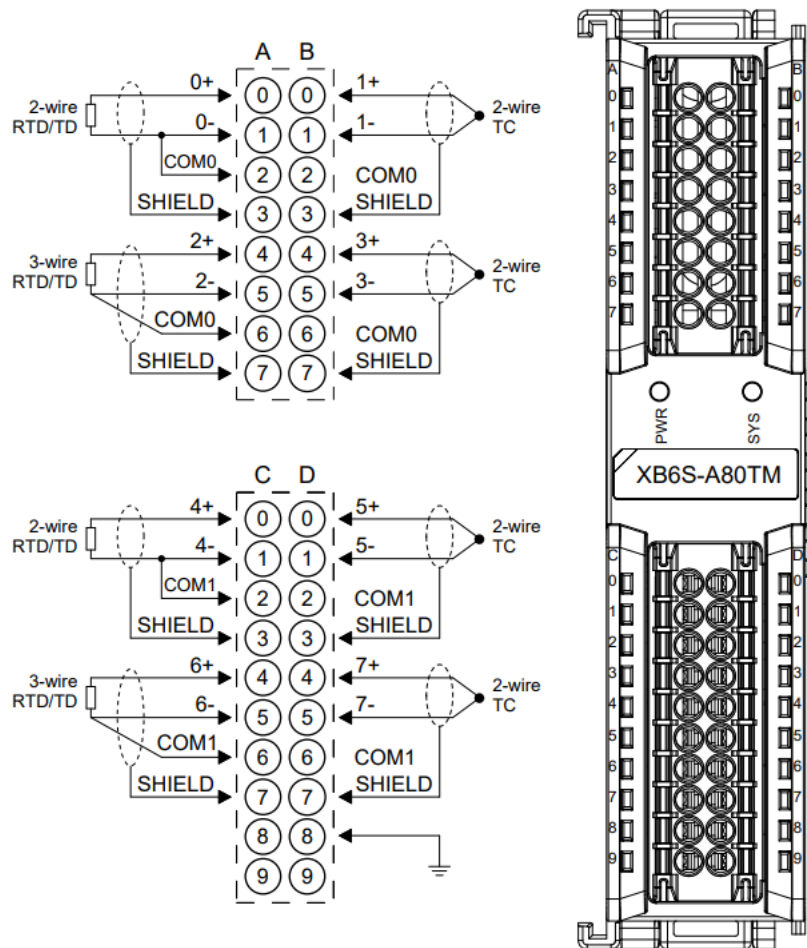 A B
0+ 0 0 1+
2-wire RTD/TD 2-wire TC
0- 1 1 1-
COM0 2 2 COM0
SHIELD 3 3 SHIELD
2+ 4 4 3+
3-wire RTD/TD 2-wire TC
2- 5 5 3-
COM0 6 6 COM0
SHIELD 7 7 SHIELD
C D
4+ 0 0 5+
2-wire RTD/TD 2-wire TC
4- 1 1 5-
COM1 2 2 COM1
SHIELD 3 3 SHIELD
6+ 4 4 7+
3-wire RTD/TD 2-wire TC
6- 5 5 7-
COM1 6 6 COM1
SHIELD 7 7 SHIELD
8 8
9 9
A B
0 0
1 1
2 2
3 3
4 4
5 5
6 6
7 7
PWR SYS
XB6S-A80TM
C D
0 0
1 1
2 2
3 3
4 4
5 5
6 6
7 7
8 8
9 9